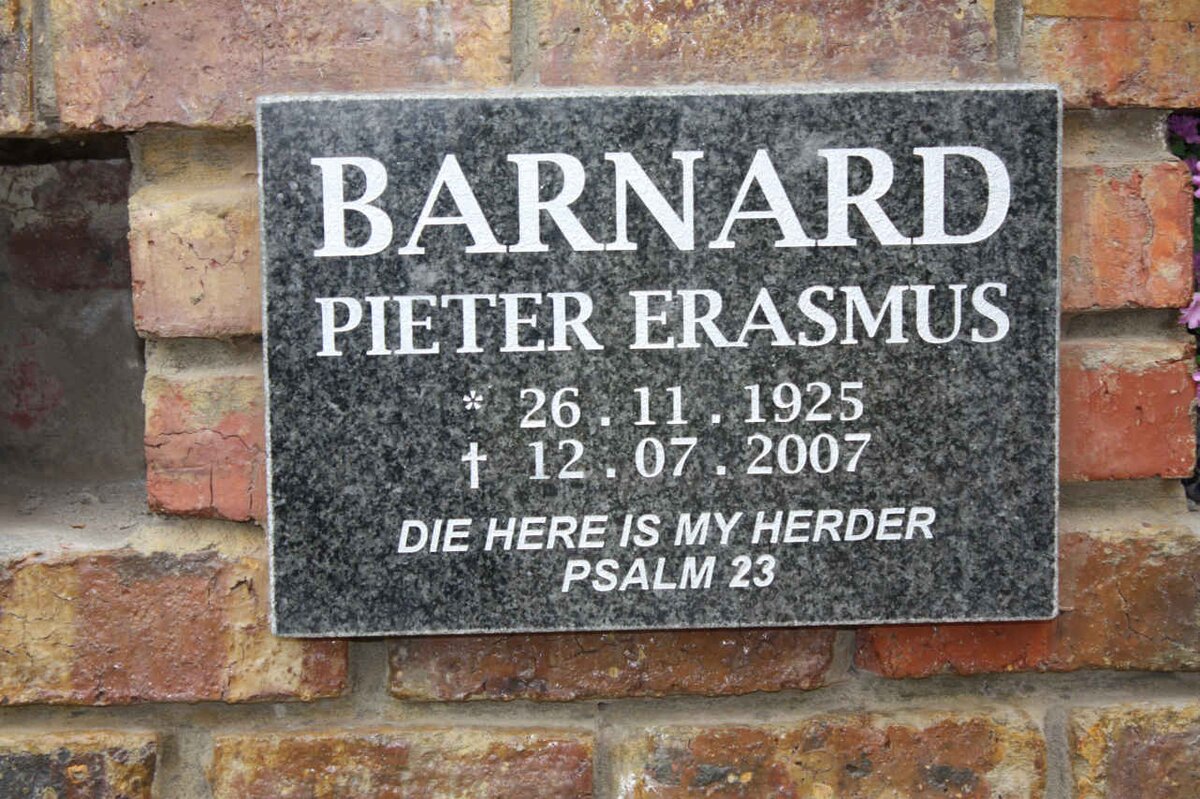 BARNARD
PIETER ERASMUS
* 26 . 11 . 1925
† 12 . 07 . 2007
DIE HERE IS MY HERDER
PSALM 23